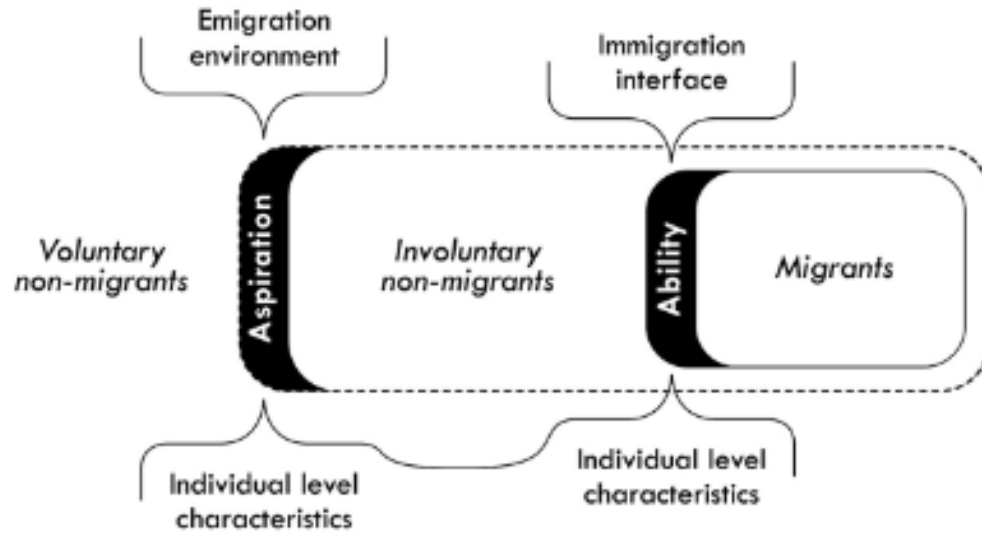 Emigration
environment
Immigration
interface
Voluntary
non-migrants
Aspiration
Involuntary
non-migrants
Ability
Migrants
Individual level
characteristics
Individual level
characteristics